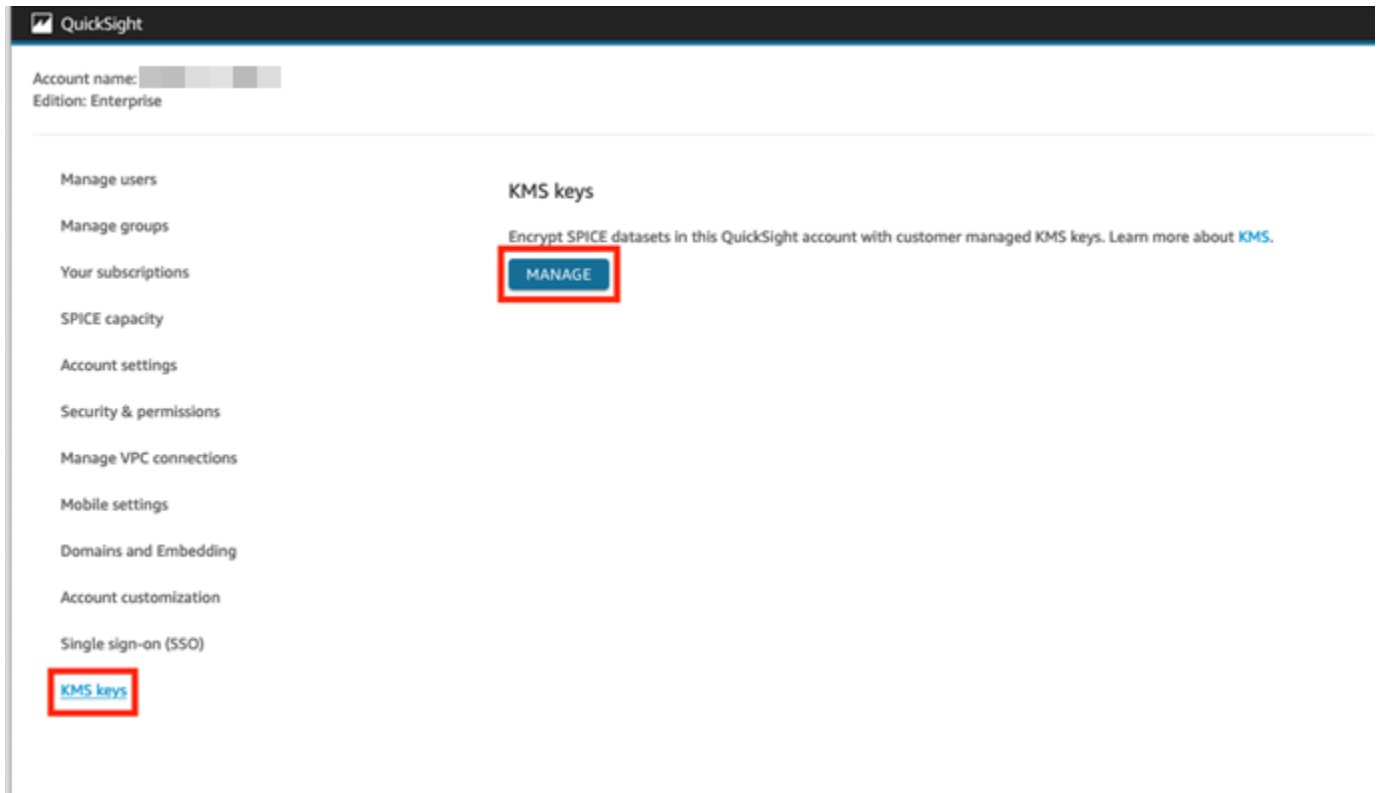 QuickSight
Account name:
Edition: Enterprise
Manage users
Manage groups
Your subscriptions
SPICE capacity
Account settings
Security & permissions
Manage VPC connections
Mobile settings
Domains and Embedding
Account customization
Single sign-on (SSO)
KMS keys
KMS keys
Encrypt SPICE datasets in this QuickSight account with customer managed KMS keys. Learn more about KMS.
MANAGE